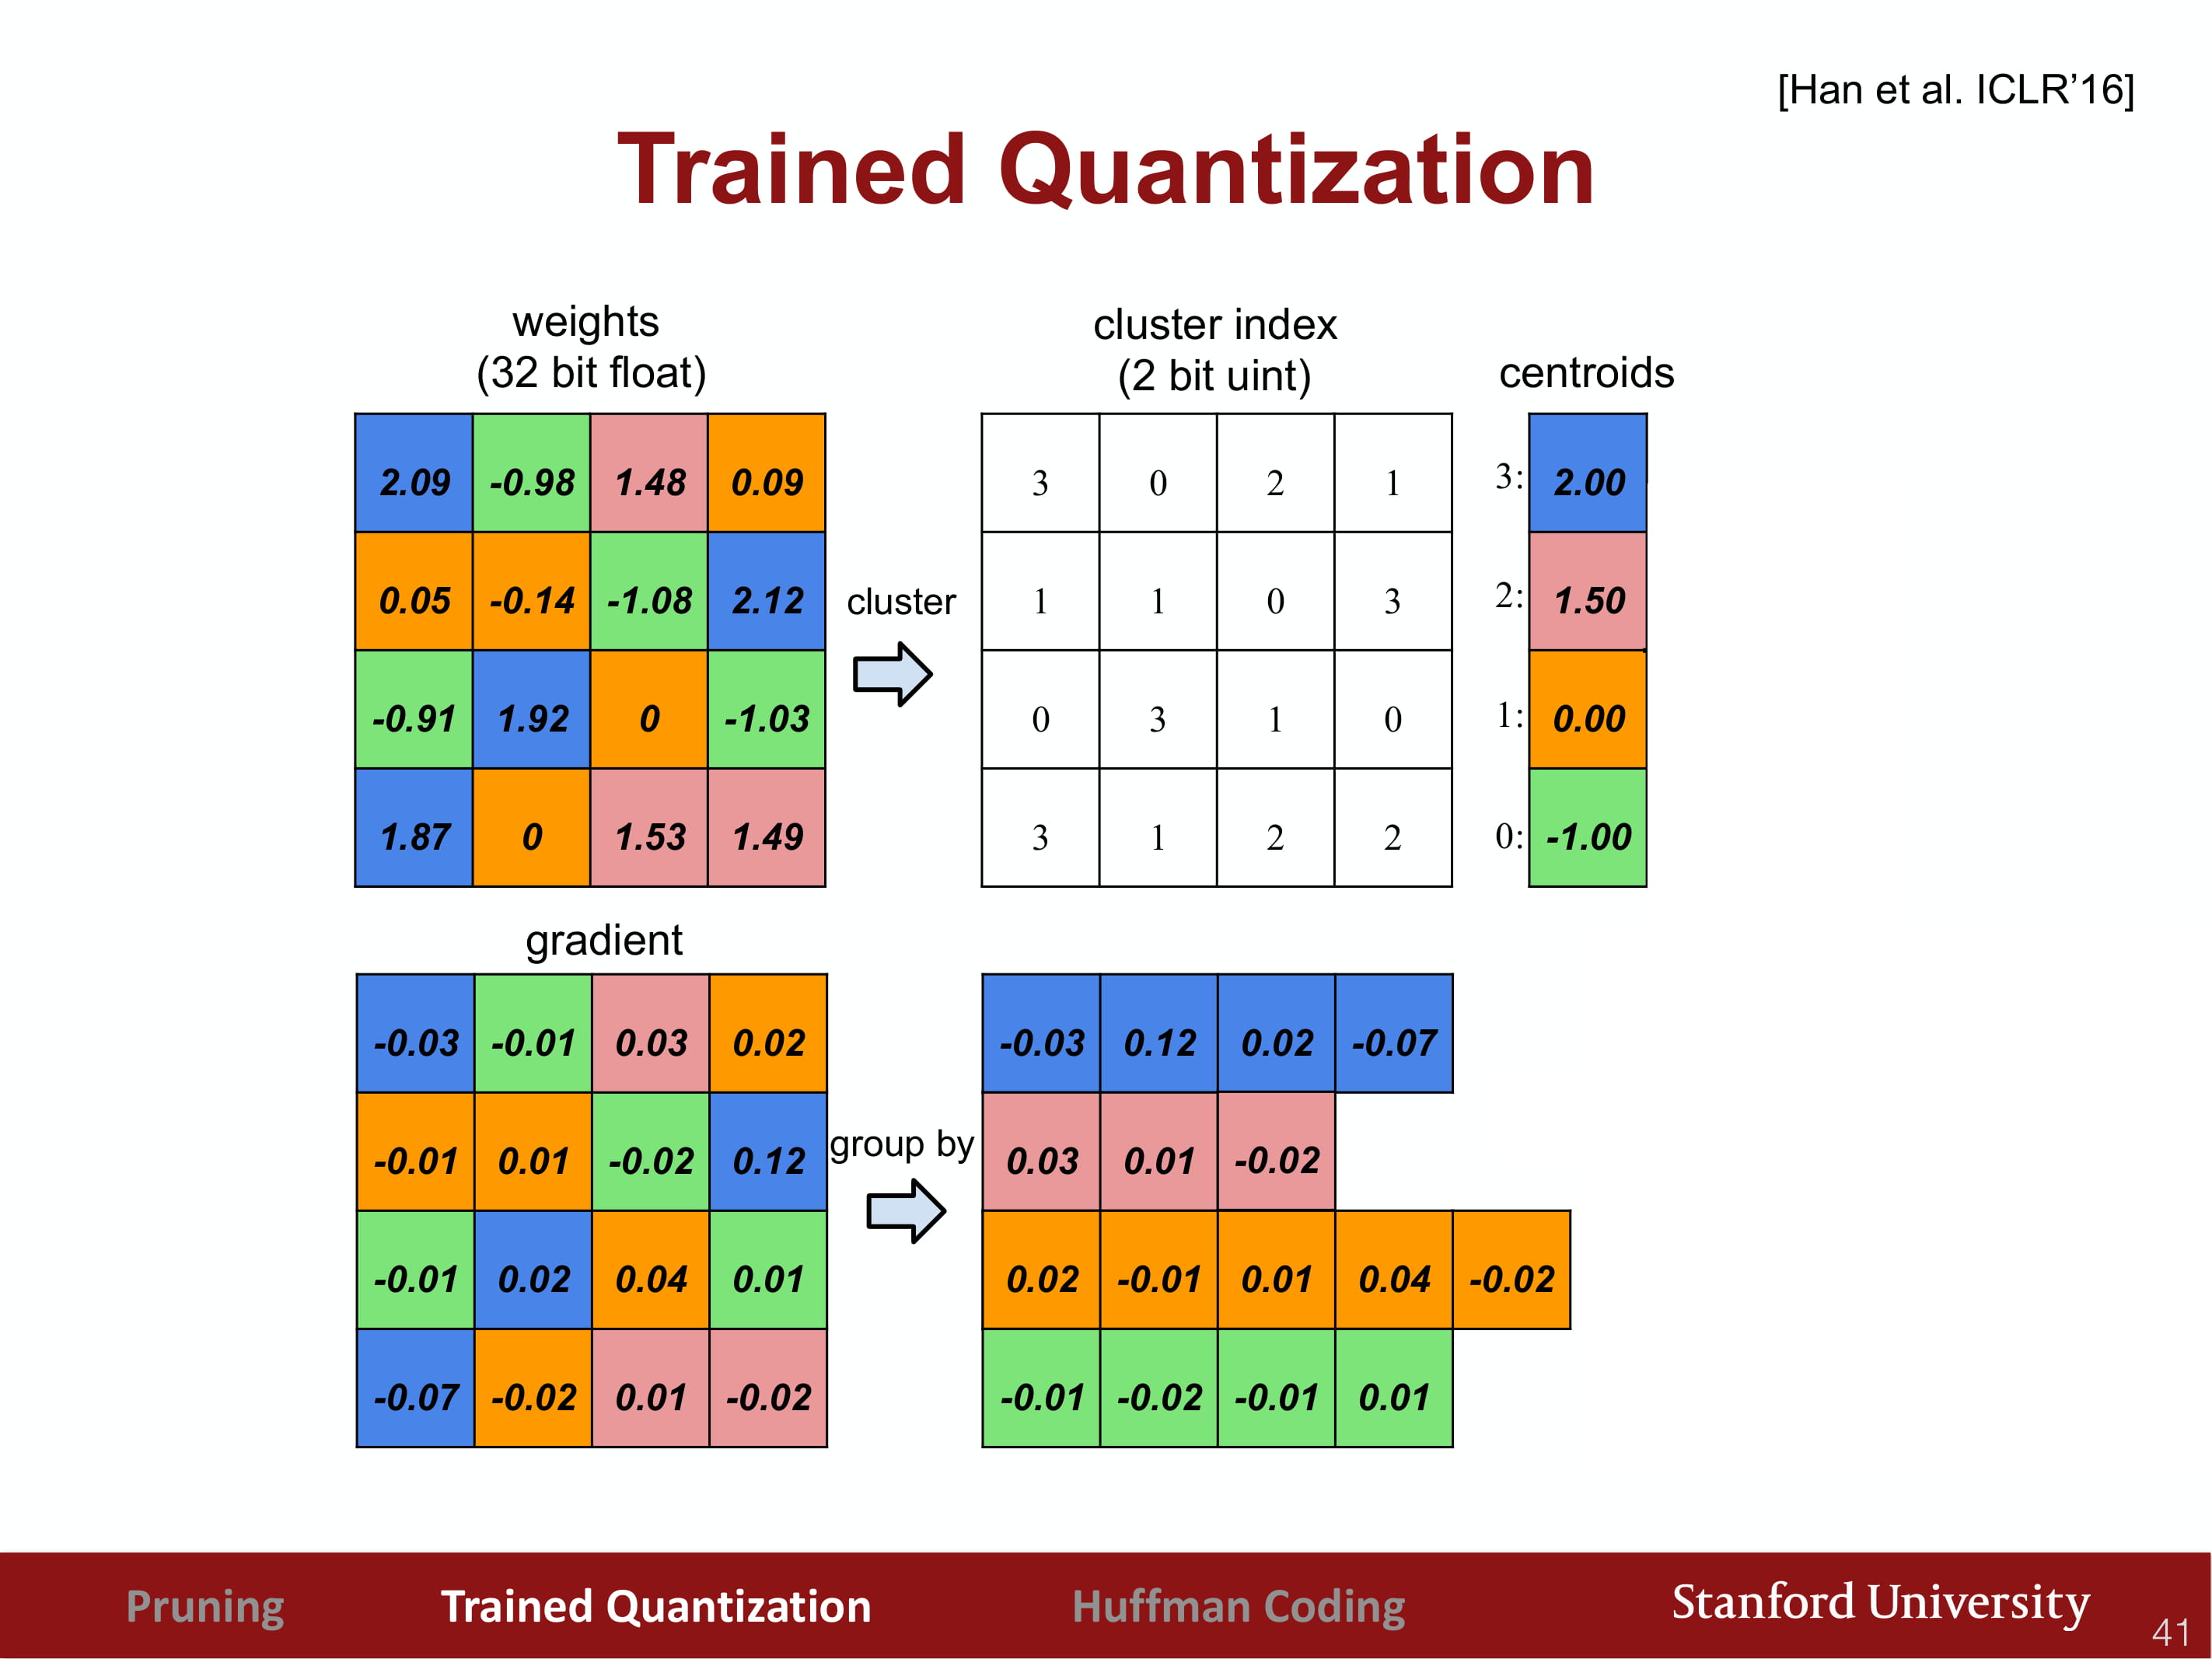 [Han et al. ICLR’16]
Trained Quantization
weights
(32 bit float)
cluster index
(2 bit uint)
centroids
2.09 -0.98 1.48 0.09
0.05 -0.14 -1.08 2.12
-0.91 1.92 0 -1.03
1.87 0 1.53 1.49
cluster
3 0 2 1
1 1 0 3
0 3 1 0
3 1 2 2
3: 2.00
2: 1.50
1: 0.00
0: -1.00
gradient
-0.03 -0.01 0.03 0.02
-0.01 0.01 -0.02 0.12
-0.01 0.02 0.04 0.01
-0.07 -0.02 0.01 -0.02
group by
-0.03 0.12 0.02 -0.07
0.03 0.01 -0.02
0.02 -0.01 0.01 0.04 -0.02
-0.01 -0.02 -0.01 0.01
Pruning Trained Quantization Huffman Coding Stanford University 41